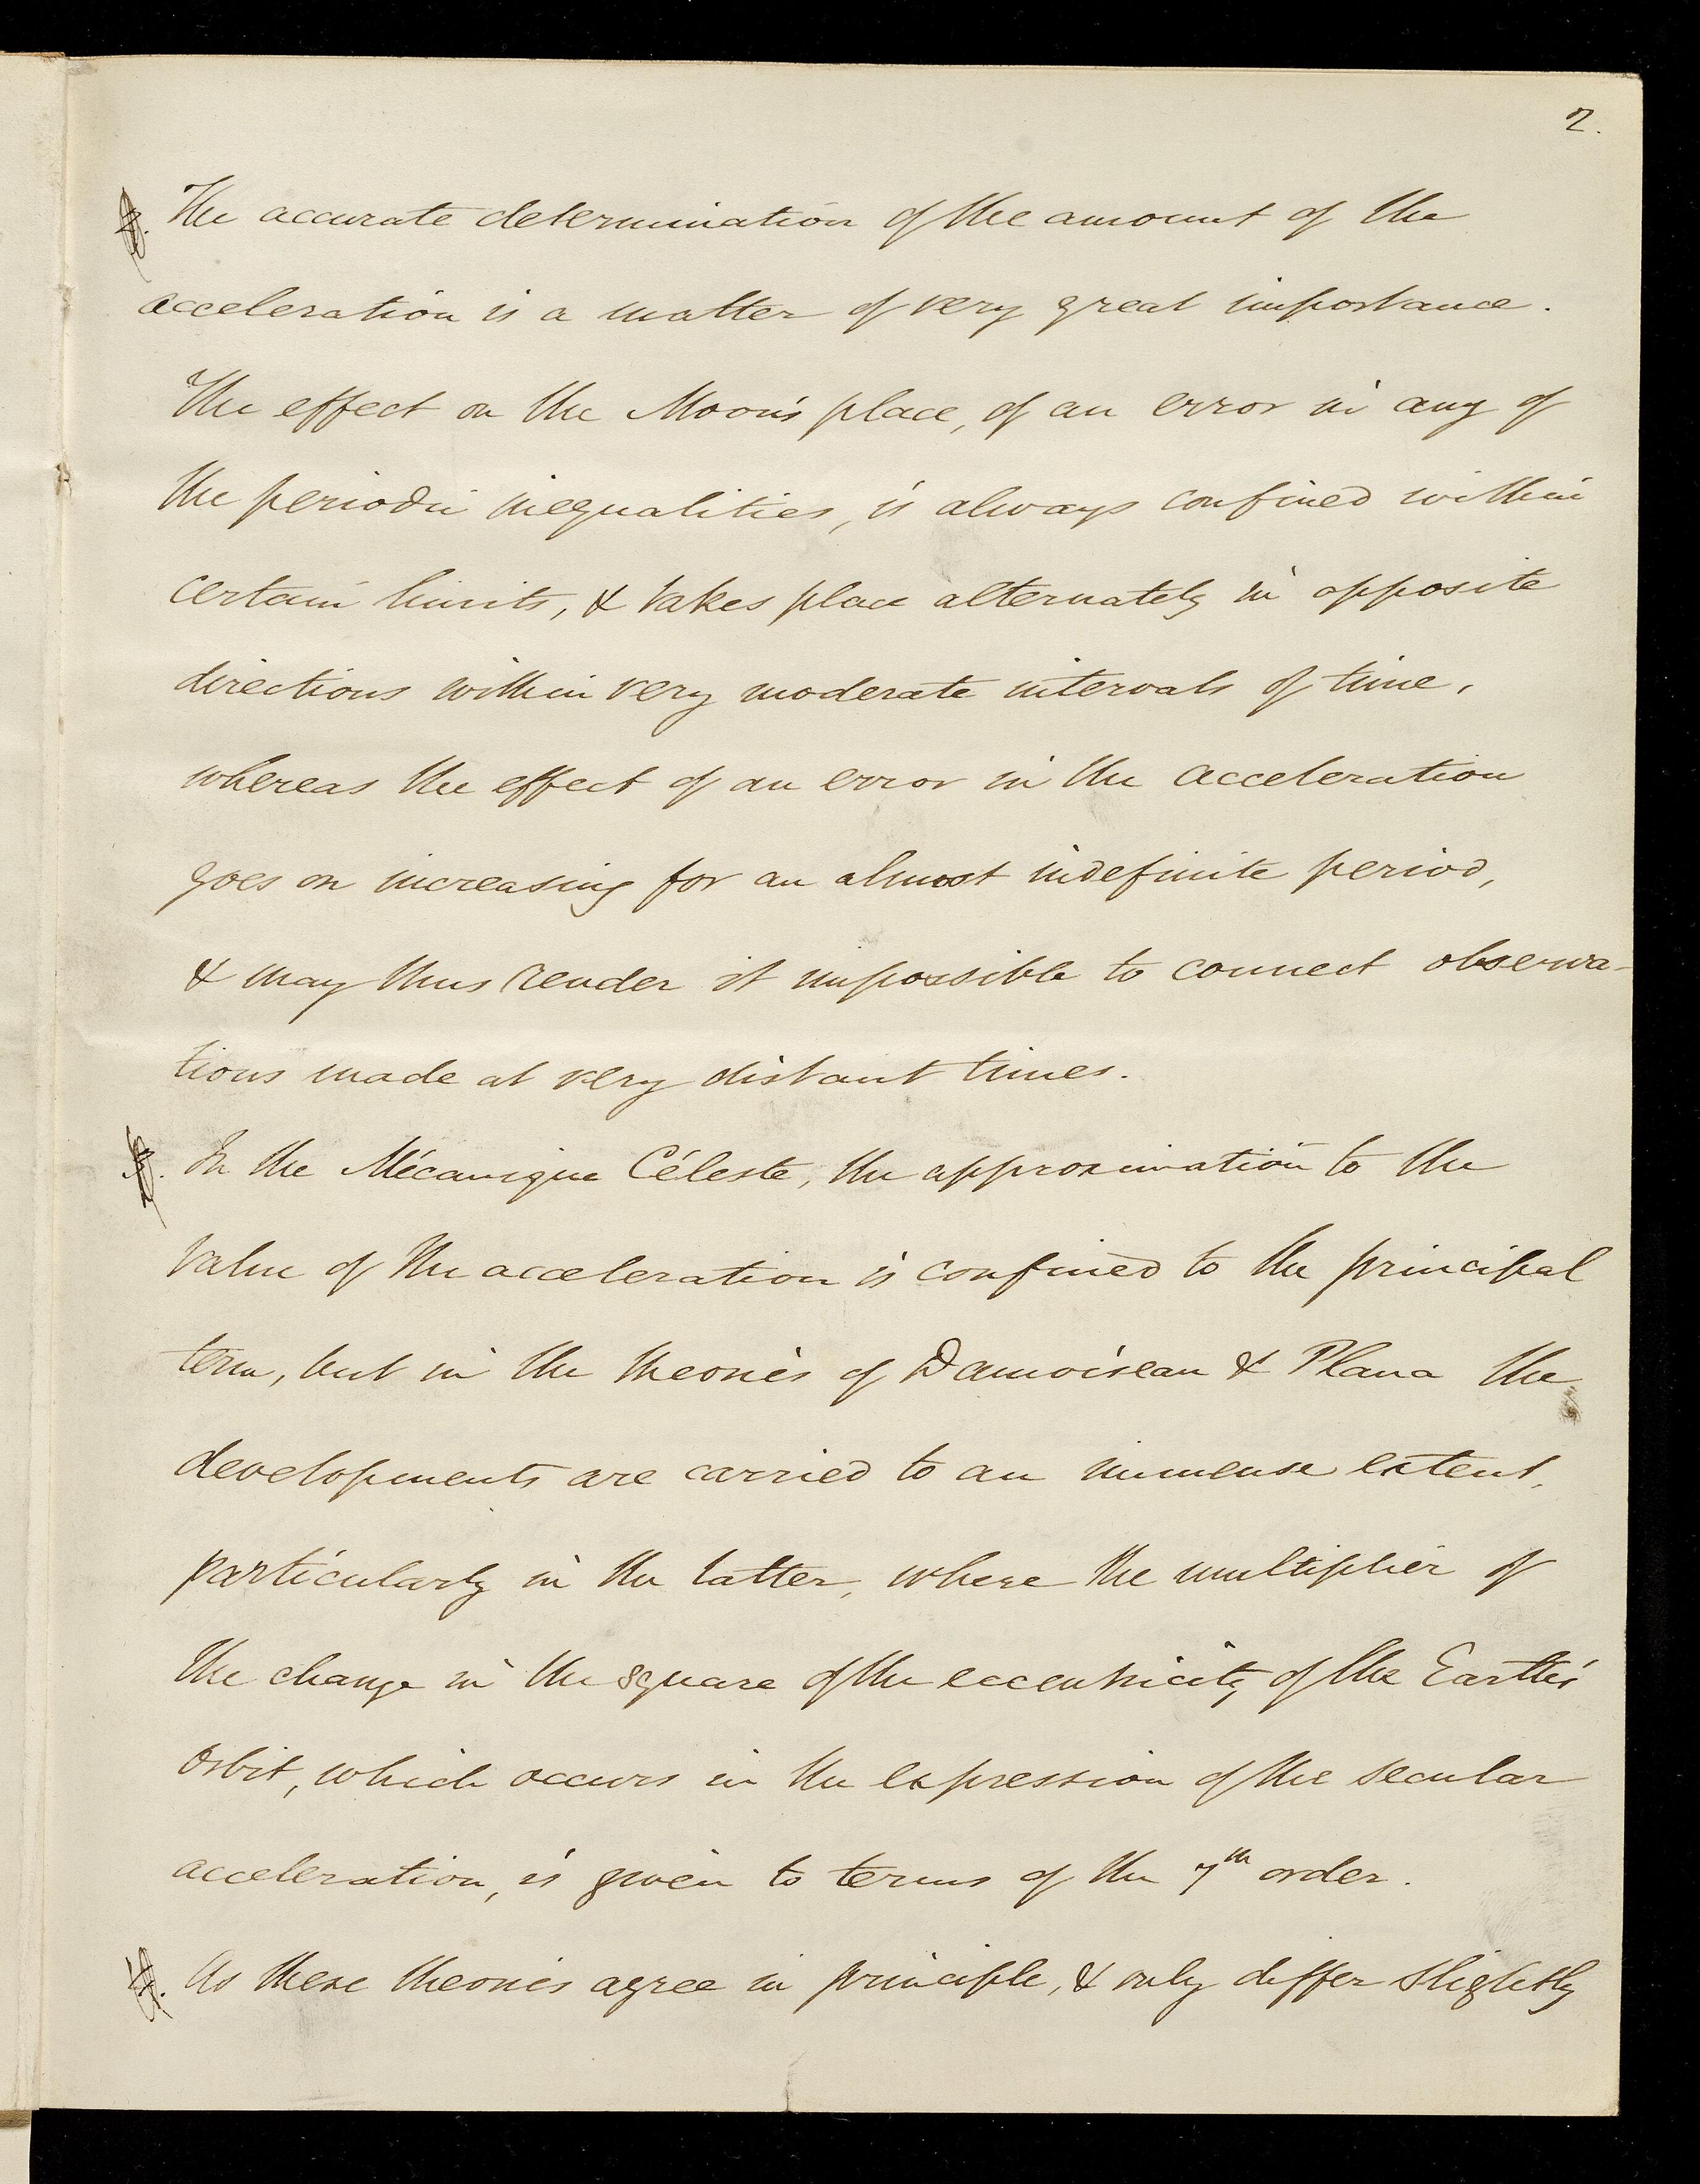 2.
2. The accurate determination of the amount of the
acceleration is a matter of very great importance.
The effect on the Moon's place, of an error in any of
the periodic inequalities, is always confined within
certain limits, & takes place alternately in opposite
directions within very moderate intervals of time,
whereas the effect of an error in the acceleration
goes on increasing for an almost indefinite period,
& may thus render it impossible to connect observa-
tions made at very distant times.
3. In the Mécanique Céleste, the approximation to the
value of the acceleration is confined to the principal
term, but in the theories of Damoiseau & Plana the
developments are carried to an immense extent,
particularly in the latter, where the multiplier of
the change in the square of the eccentricity of the Earth's
orbit, which occurs in the expression of the secular
acceleration, is given to terms of the 7th order.
4. As these theories agree in principle, & only differ slightly